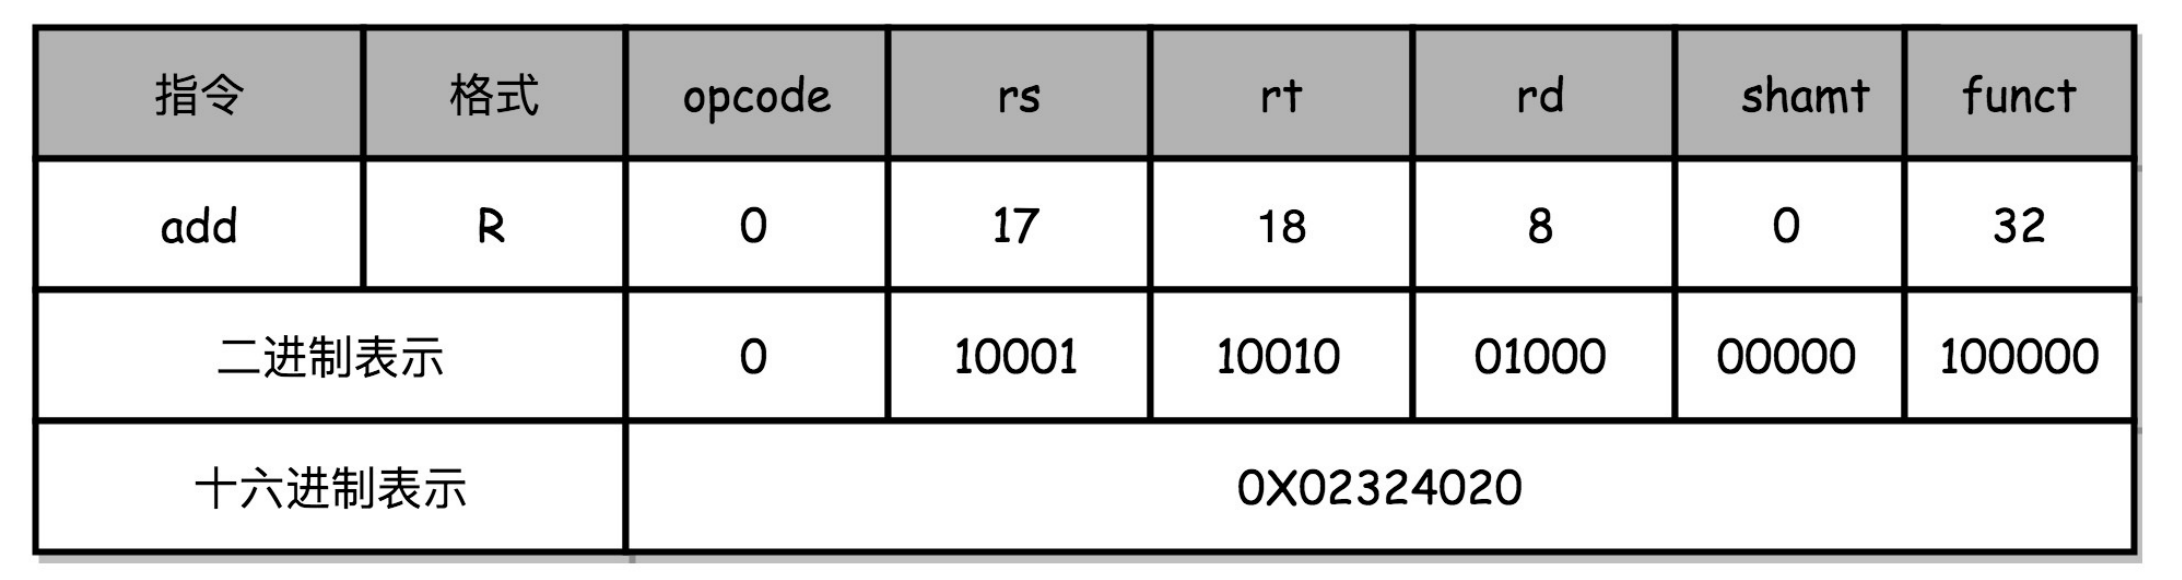 指令 格式 opcode rs rt rd shamt funct
add R 0 17 18 8 0 32
二进制表示 0 10001 10010 01000 00000 100000
十六进制表示 0X02324020